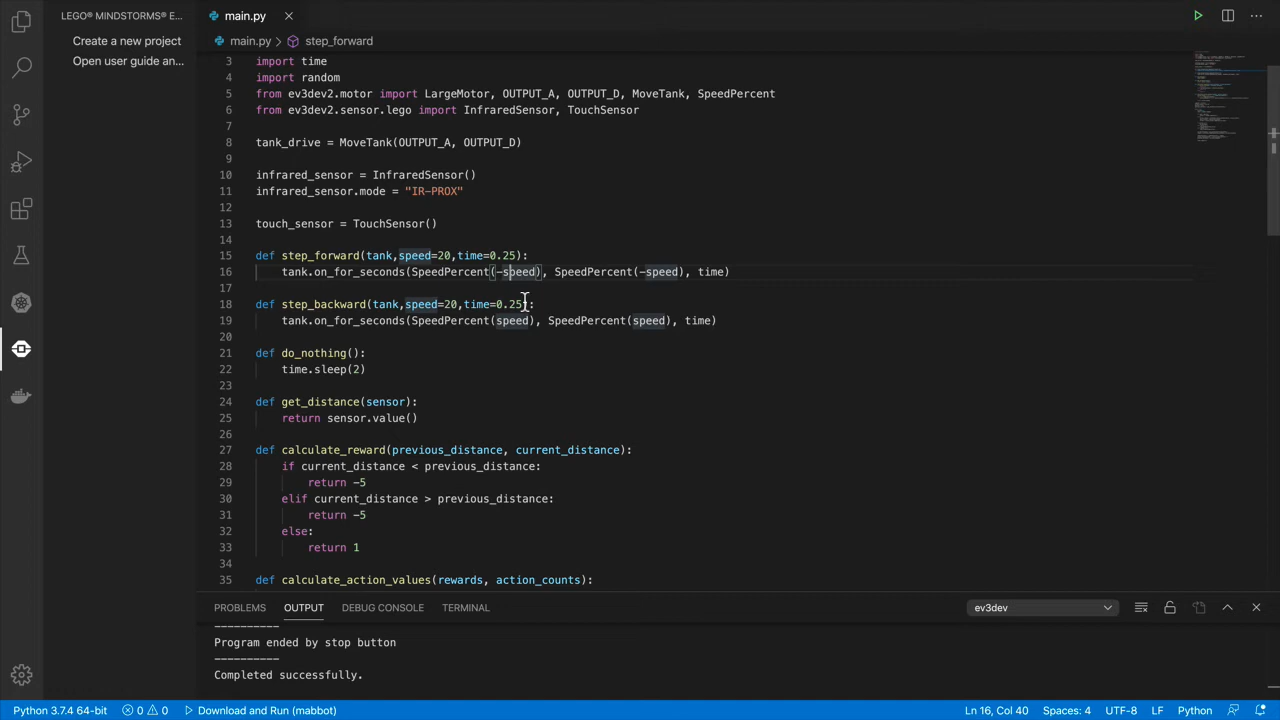 LEGO® MINDSTORMS® E...
Create a new project
Open user guide an...
main.py
main.py > step_forward
3 import time
4 import random
5 from ev3dev2.motor import LargeMotor, OUTPUT_A, OUTPUT_D, MoveTank, SpeedPercent
6 from ev3dev2.sensor.lego import InfraredSensor, TouchSensor
7
8 tank_drive = MoveTank(OUTPUT_A, OUTPUT_D)
9
10 infrared_sensor = InfraredSensor()
11 infrared_sensor.mode = "IR-PROX"
12
13 touch_sensor = TouchSensor()
14
15 def step_forward(tank,speed=20,time=0.25):
16 tank.on_for_seconds(SpeedPercent(-speed), SpeedPercent(-speed), time)
17
18 def step_backward(tank,speed=20,time=0.25):
19 tank.on_for_seconds(SpeedPercent(speed), SpeedPercent(speed), time)
20
21 def do_nothing():
22 time.sleep(2)
23
24 def get_distance(sensor):
25 return sensor.value()
26
27 def calculate_reward(previous_distance, current_distance):
28 if current_distance < previous_distance:
29 return -5
30 elif current_distance > previous_distance:
31 return -5
32 else:
33 return 1
34
35 def calculate_action_values(rewards, action_counts):
PROBLEMS OUTPUT DEBUG CONSOLE TERMINAL ev3dev
----------
Program ended by stop button
----------
Completed successfully.
Python 3.7.4 64-bit 0 0 Download and Run (mabbot) Ln 16, Col 40 Spaces: 4 UTF-8 LF Python